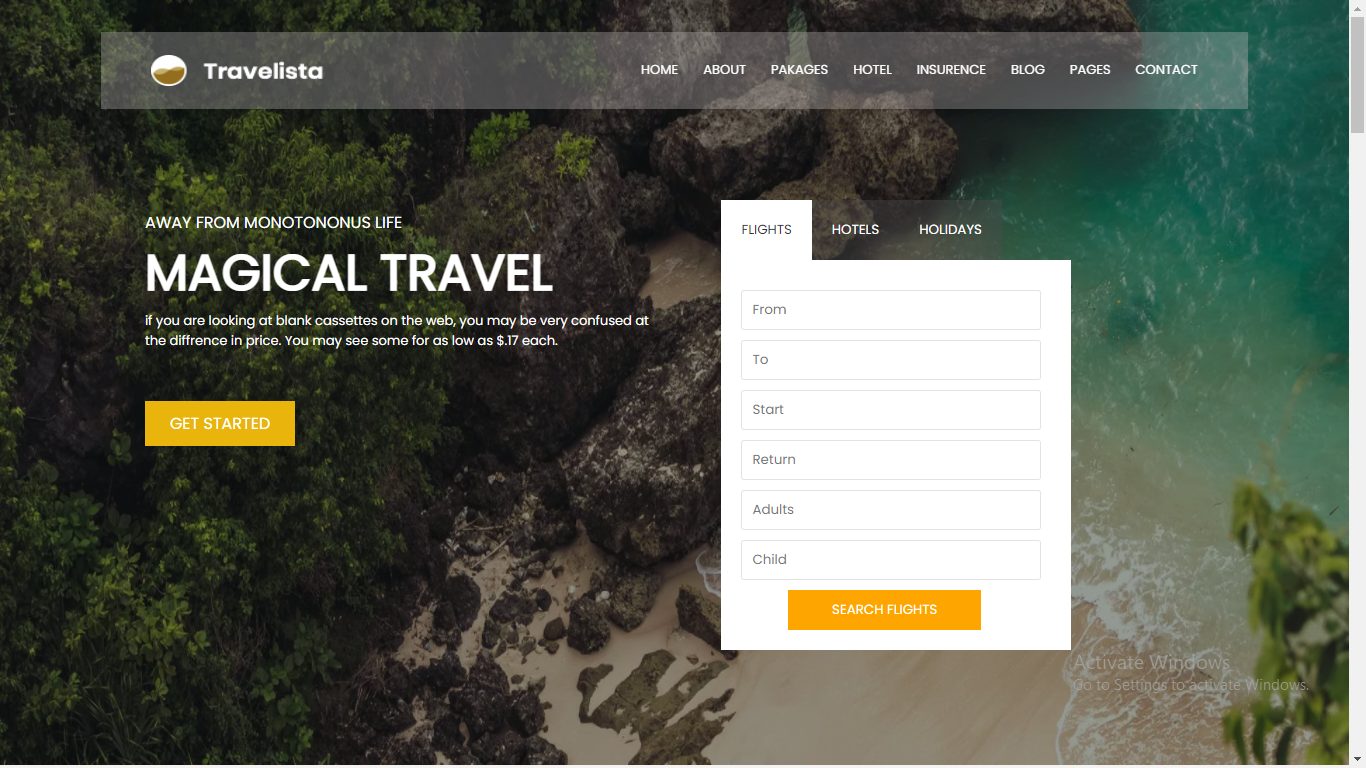 Travelista
HOME ABOUT PAKAGES HOTEL INSURENCE BLOG PAGES CONTACT
AWAY FROM MONOTONONUS LIFE
MAGICAL TRAVEL
if you are looking at blank cassettes on the web, you may be very confused at
the diffrence in price. You may see some for as low as $.17 each.
GET STARTED
FLIGHTS HOTELS HOLIDAYS
From
To
Start
Return
Adults
Child
SEARCH FLIGHTS
Activate Windows
Go to Settings to activate Windows.